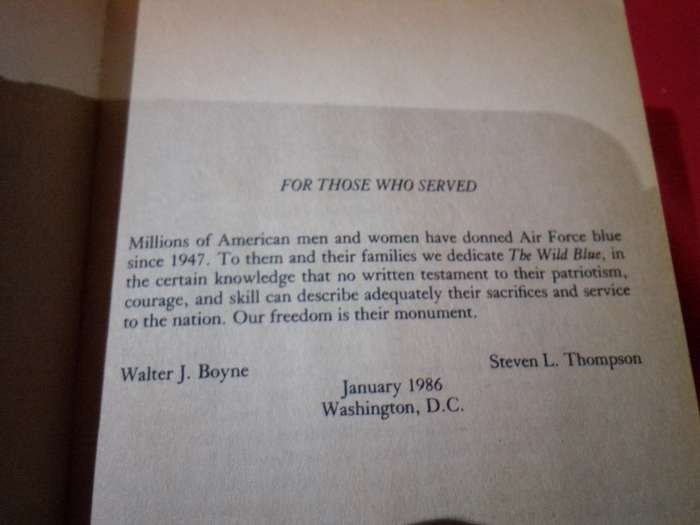 FOR THOSE WHO SERVED
Millions of American men and women have donned Air Force blue
since 1947. To them and their families we dedicate The Wild Blue, in
the certain knowledge that no written testament to their patriotism,
courage, and skill can describe adequately their sacrifices and service
to the nation. Our freedom is their monument.
Walter J. Boyne
Steven L. Thompson
January 1986
Washington, D.C.